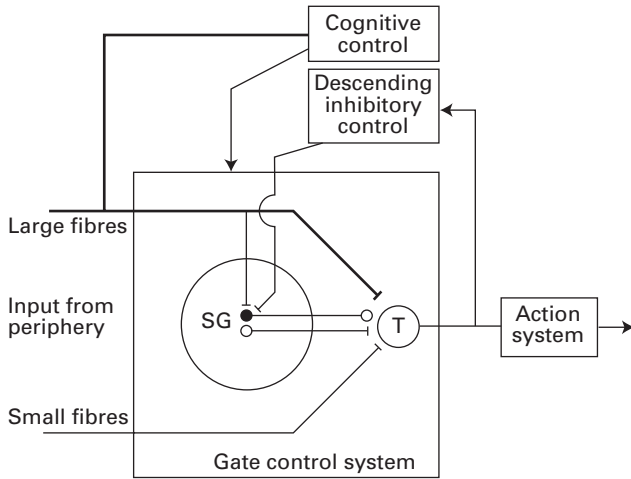 Cognitive
control
Descending
inhibitory
control
Large fibres
Input from
periphery
SG
T
Action
system
Small fibres
Gate control system